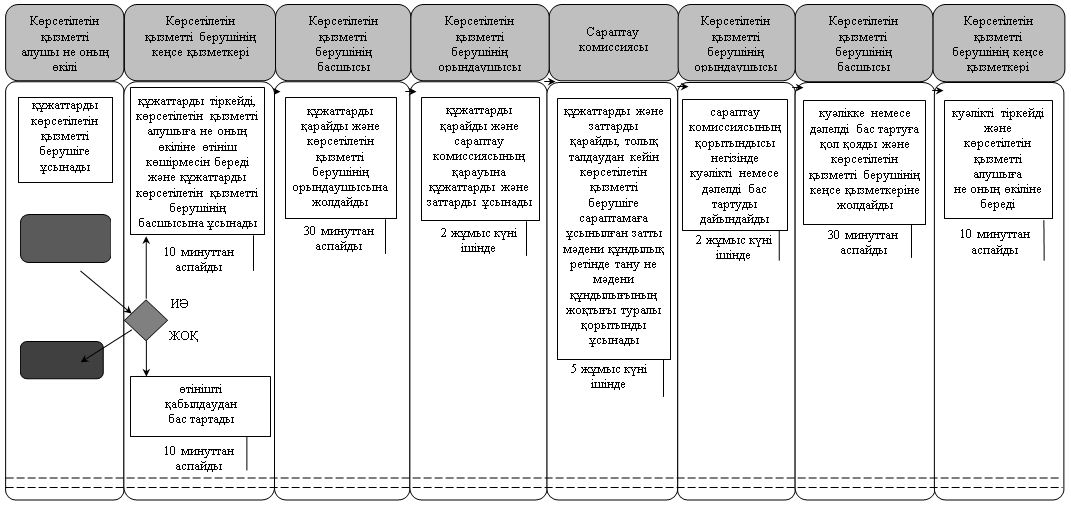 Көрсетілетін
қызметті
алушы не оның
өкілі
Көрсетілетін
қызметті берушінің
кеңсе қызметкері
Көрсетілетін
қызметті
берушінің
басшысы
Көрсетілетін
қызметті
берушінің
орындаушысы
Сараптау
комиссиясы
Көрсетілетін
қызметті
берушінің
орындаушысы
Көрсетілетін
қызметті
берушінің
басшысы
Көрсетілетін
қызметті
берушінің кеңсе
қызметкері
құжаттарды
көрсетілетін
қызметті
берушіге
ұсынады
құжаттарды тіркейді,
көрсетілетін қызметті
алушыға не оның
өкіліне өтініш
көшірмесін береді
және құжаттарды
көрсетілетін қызметті
берушінің
басшысына ұсынады
10 минуттан
аспайды
ИӘ
ЖОҚ
өтінішті
қабылдаудан
бас тартады
10 минуттан
аспайды
құжаттарды
қарайды және
көрсетілетін
қызметті
берушінің
орындаушысына
жолдайды
30 минуттан
аспайды
құжаттарды
қарайды және
сараптау
комиссиясының
қарауына
құжаттарды және
заттарды ұсынады
2 жұмыс күні
ішінде
құжаттарды және
заттарды
қарайды, толық
талдаудан кейін
көрсетілетін
қызметті
берушіге
сараптамаға
ұсынылған затты
мәдени құндылық
ретінде тану не
мәдени
құндылығының
жоқтығы туралы
қорытынды
ұсынады
5 жұмыс күні
ішінде
сараптау
комиссиясының
қорытындысы
негізінде
куәлікті немесе
дәлелді бас
тартуды
дайындайды
2 жұмыс күні
ішінде
куәлікке немесе
дәлелді бас тартуға
қол қояды және
көрсетілетін
қызметті берушінің
кеңсе қызметкеріне
жолдайды
30 минуттан
аспайды
куәлікті тіркейді
және
көрсетілетін
қызметті
алушыға
не оның өкіліне
береді
10 минуттан
аспайды